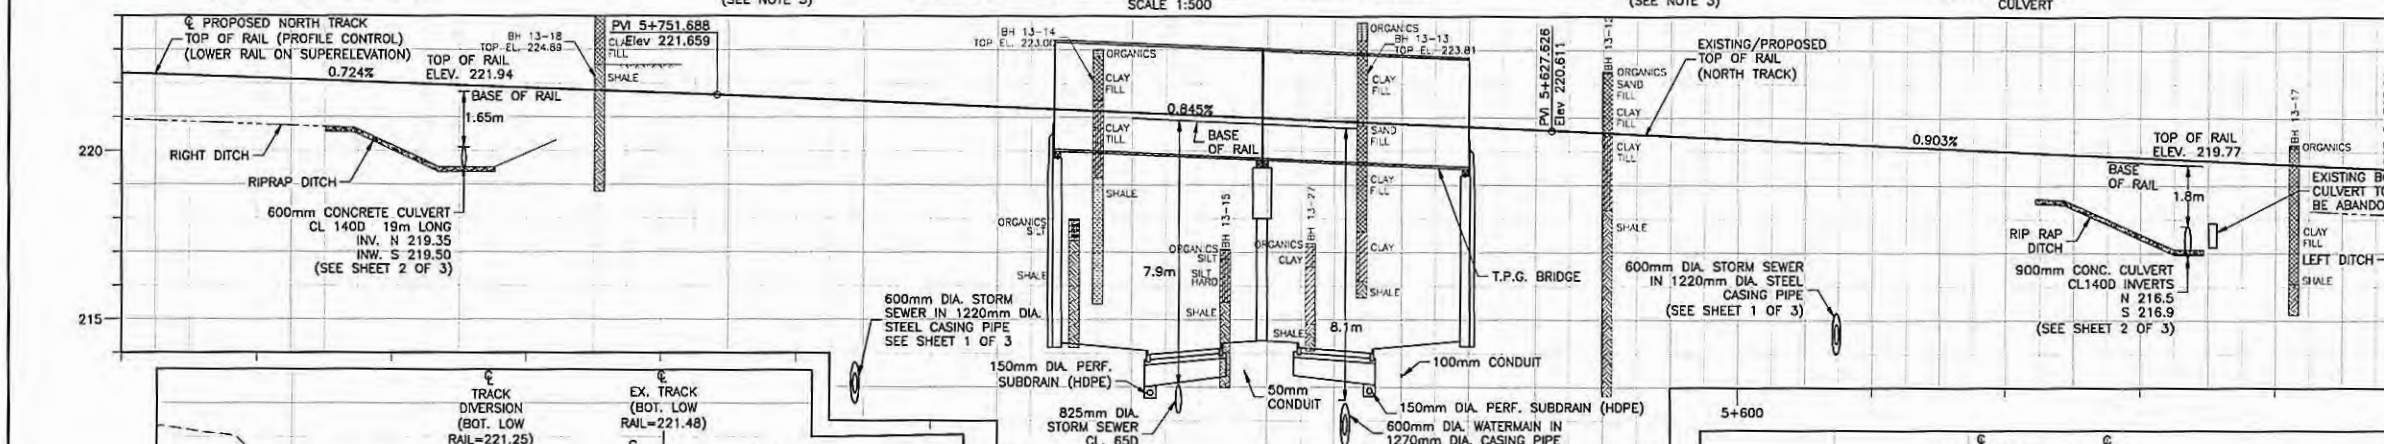 (SEE NOTE 3)
SCALE 1:500
(SEE NOTE 3)
CULVERT
℄ PROPOSED NORTH TRACK
TOP OF RAIL (PROFILE CONTROL)
(LOWER RAIL ON SUPERELEVATION)
0.724%
TOP OF RAIL
ELEV. 221.94
BH 13-18
TOP EL. 224.89
PVI 5+751.688
Elev 221.659
CLAY
FILL
SHALE
BASE OF RAIL
1.65m
RIGHT DITCH
RIPRAP DITCH
220
215
600mm CONCRETE CULVERT
CL 140D 19m LONG
INV. N 219.35
INW. S 219.50
(SEE SHEET 2 OF 3)
600mm DIA. STORM
SEWER IN 1220mm DIA.
STEEL CASING PIPE
SEE SHEET 1 OF 3
BH 13-14
TOP EL. 223.00
ORGANICS
CLAY
FILL
CLAY
TILL
SHALE
ORGANICS
SHALE
0.845%
BASE
OF RAIL
7.9m
BH 13-15
ORGANICS
SILT
SILT
HARD
SHALE
BH 13-27
ORGANICS
CLAY
SHALE
8.1m
ORGANICS
BH 13-13
TOP EL. 223.81
CLAY
FILL
SAND
FILL
CLAY
FILL
CLAY
SHALE
T.P.G. BRIDGE
150mm DIA. PERF.
SUBDRAIN (HDPE)
825mm DIA.
STORM SEWER
CL. 65D
50mm
CONDUIT
100mm CONDUIT
150mm DIA. PERF. SUBDRAIN (HDPE)
600mm DIA. WATERMAIN IN
1270mm DIA. CASING PIPE
PVI 5+627.626
Elev 220.611
ORGANICS
SAND
FILL
CLAY
FILL
CLAY
TILL
SHALE
EXISTING/PROPOSED
TOP OF RAIL
(NORTH TRACK)
600mm DIA. STORM SEWER
IN 1220mm DIA. STEEL
CASING PIPE
(SEE SHEET 1 OF 3)
0.903%
TOP OF RAIL
ELEV. 219.77
BASE
OF RAIL
1.8m
RIP RAP
DITCH
900mm CONC. CULVERT
CL140D INVERTS
N 216.5
S 216.9
(SEE SHEET 2 OF 3)
BH 13-17
ORGANICS
EXISTING
CULVERT
BE
CLAY
FILL
LEFT DITCH
SHALE
℄
TRACK
DIVERSION
(BOT. LOW
RAIL=221.25)
℄
EX. TRACK
(BOT. LOW
RAIL=221.48)
5+600